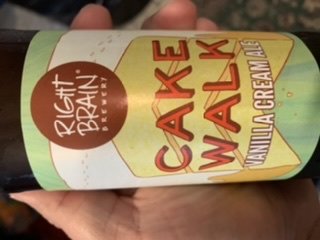 RIGHT
BRAIN®
BREWERY
CAKE
WALK
VANILLA CREAM ALE